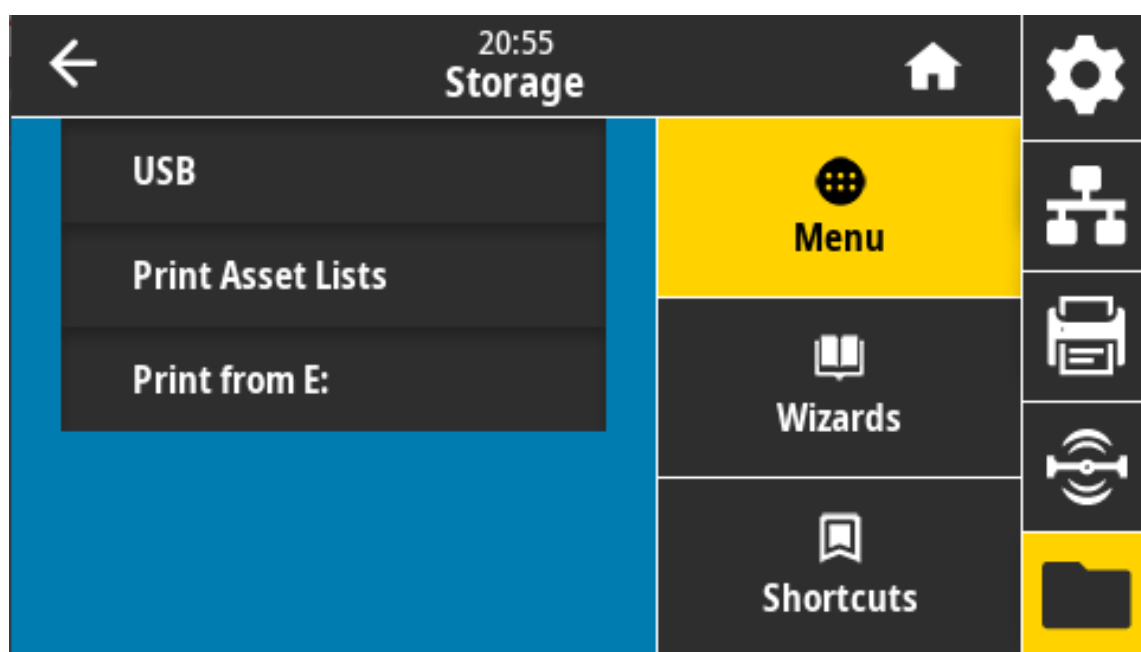 20:55
Storage
USB
Print Asset Lists
Print from E:
Menu
Wizards
Shortcuts